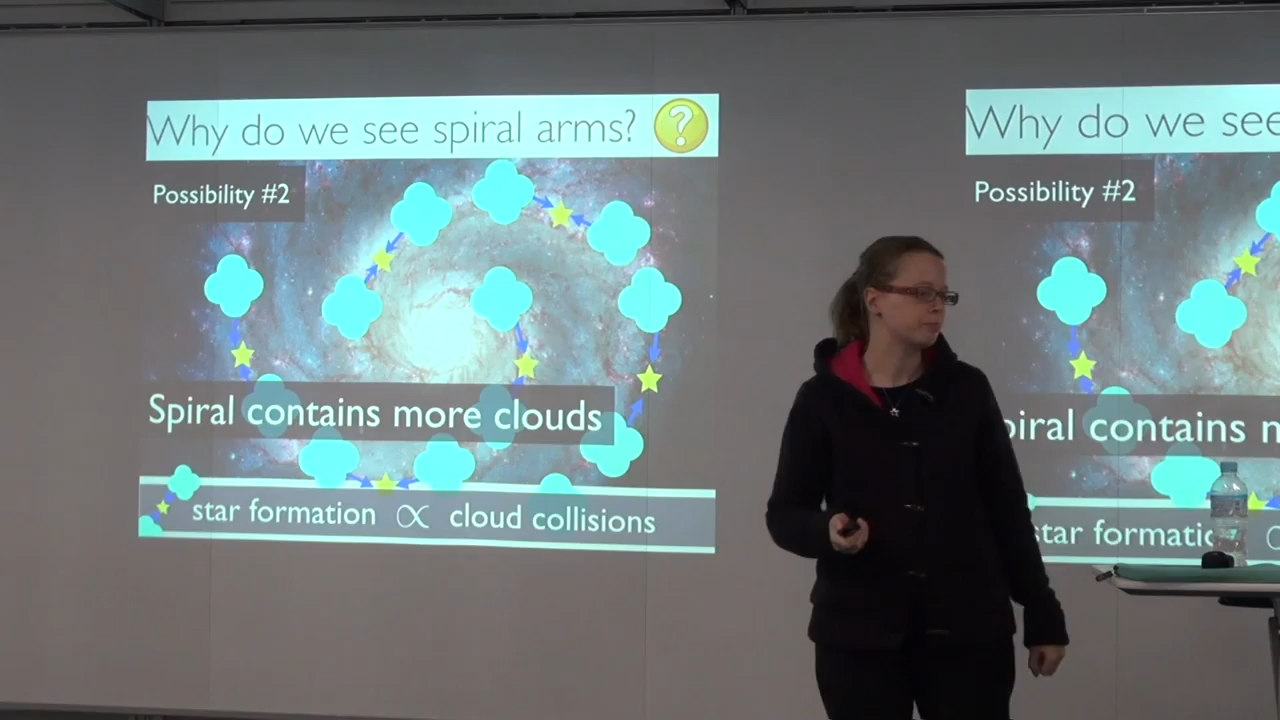 Why do we see spiral arms? ?
Possibility #2
Spiral contains more clouds
star formation ∝ cloud collisions
Why do we see
Possibility #2
piral contains
star formati